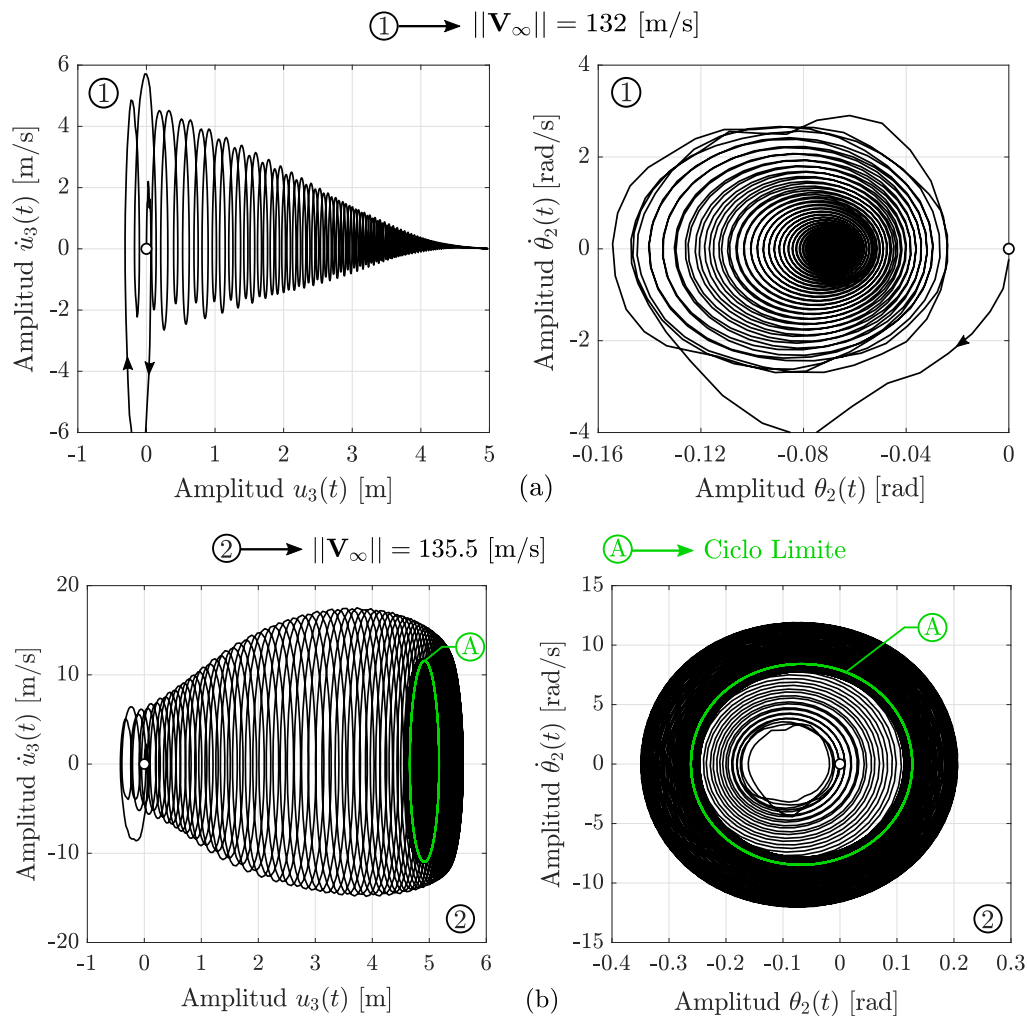 ① ||V∞|| = 132 [m/s]
①
Amplitud u̇₃(t) [m/s]
6
4
2
0
-2
-4
-6
-1 0 1 2 3 4 5
Amplitud u₃(t) [m]
①
Amplitud θ̇₂(t) [rad/s]
4
2
0
-2
-4
-0.16 -0.12 -0.08 -0.04 0
Amplitud θ₂(t) [rad]
(a)
② ||V∞|| = 135.5 [m/s]
Ⓐ Ciclo Limite
Amplitud u̇₃(t) [m/s]
20
10
0
-10
-20
Ⓐ
②
-1 0 1 2 3 4 5 6
Amplitud u₃(t) [m]
Amplitud θ̇₂(t) [rad/s]
15
10
5
0
-5
-10
-15
Ⓐ
②
-0.4 -0.3 -0.2 -0.1 0 0.1 0.2 0.3
Amplitud θ₂(t) [rad]
(b)